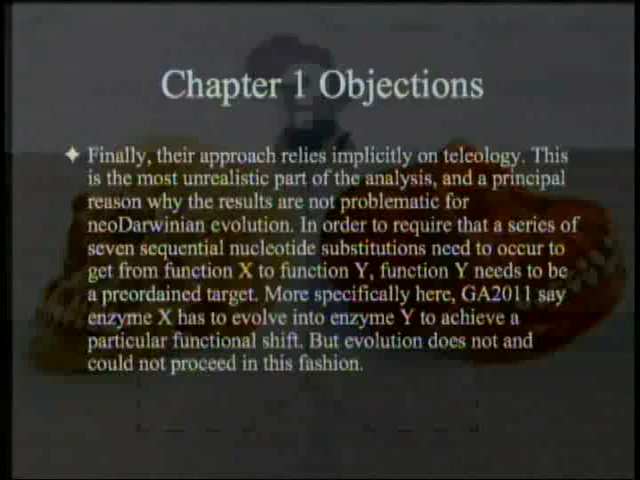 Chapter 1 Objections
Finally, their approach relies implicitly on teleology. This
is the most unrealistic part of the analysis, and a principal
reason why the results are not problematic for
neoDarwinian evolution. In order to require that a series of
seven sequential nucleotide substitutions need to occur to
get from function X to function Y, function Y needs to be
a preordained target. More specifically here, GA2011 say
enzyme X has to evolve into enzyme Y to achieve a
particular functional shift. But evolution does not and
could not proceed in this fashion.